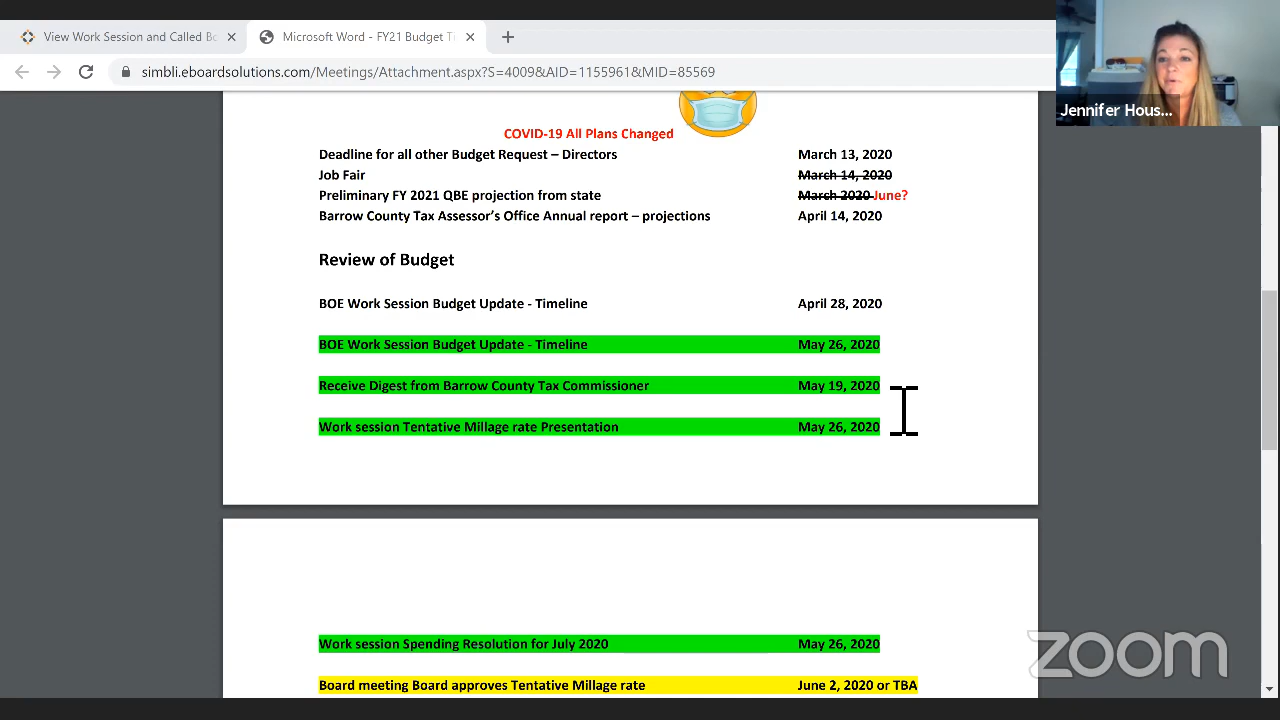 View Work Session and Called Bo
Microsoft Word - FY21 Budget T
simbli.eboardsolutions.com/Meetings/Attachment.aspx?S=4009&AID=1155961&MID=85569
Jennifer Hous...
COVID-19 All Plans Changed
Deadline for all other Budget Request – Directors March 13, 2020
Job Fair March 14, 2020
Preliminary FY 2021 QBE projection from state March 2020 June?
Barrow County Tax Assessor's Office Annual report – projections April 14, 2020
Review of Budget
BOE Work Session Budget Update - Timeline April 28, 2020
BOE Work Session Budget Update - Timeline May 26, 2020
Receive Digest from Barrow County Tax Commissioner May 19, 2020
Work session Tentative Millage rate Presentation May 26, 2020
Work session Spending Resolution for July 2020 May 26, 2020
zoom
Board meeting Board approves Tentative Millage rate June 2, 2020 or TBA